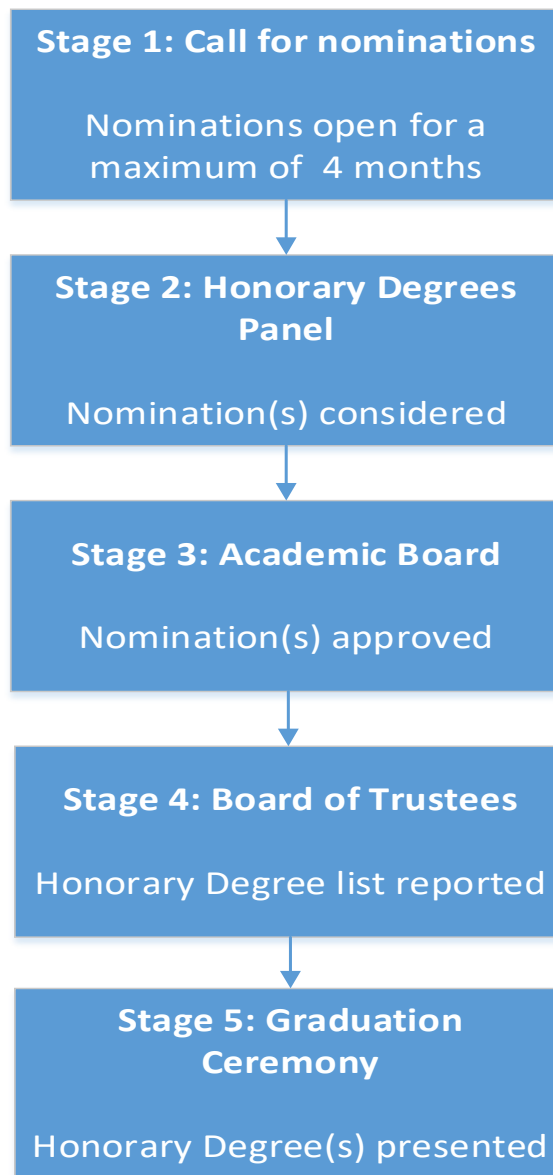 Stage 1: Call for nominations
Nominations open for a
maximum of 4 months
Stage 2: Honorary Degrees
Panel
Nomination(s) considered
Stage 3: Academic Board
Nomination(s) approved
Stage 4: Board of Trustees
Honorary Degree list reported
Stage 5: Graduation
Ceremony
Honorary Degree(s) presented